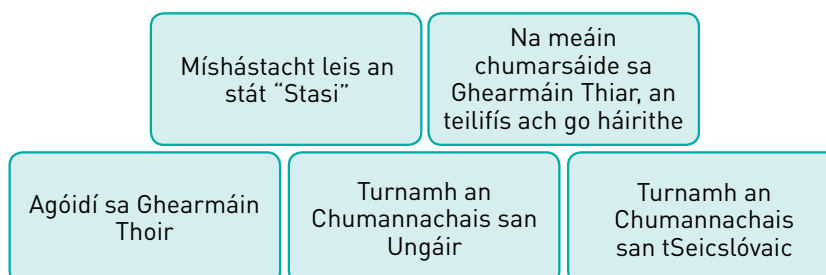 Míshástacht leis an
stát “Stasi”
Na meáin
chumarsáide sa
Ghearmáin Thiar, an
teilifís ach go háirithe
Agóidí sa Ghearmáin
Thoir
Turnamh an
Chumannachais san
Ungáir
Turnamh an
Chumannachais
san tSeicslóvaic